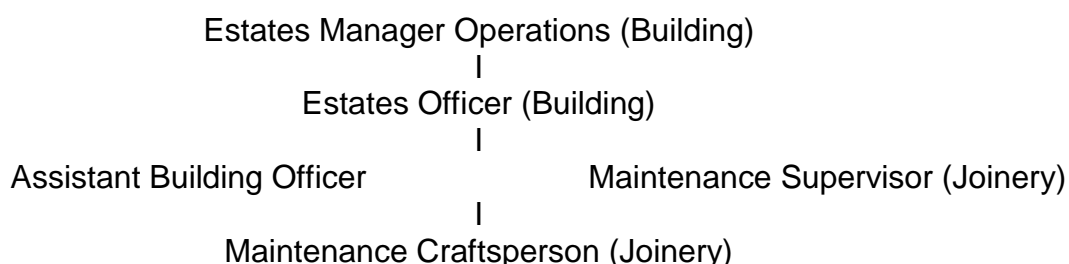 Estates Manager Operations (Building)
I
Estates Officer (Building)
I
Assistant Building Officer Maintenance Supervisor (Joinery)
I
Maintenance Craftsperson (Joinery)